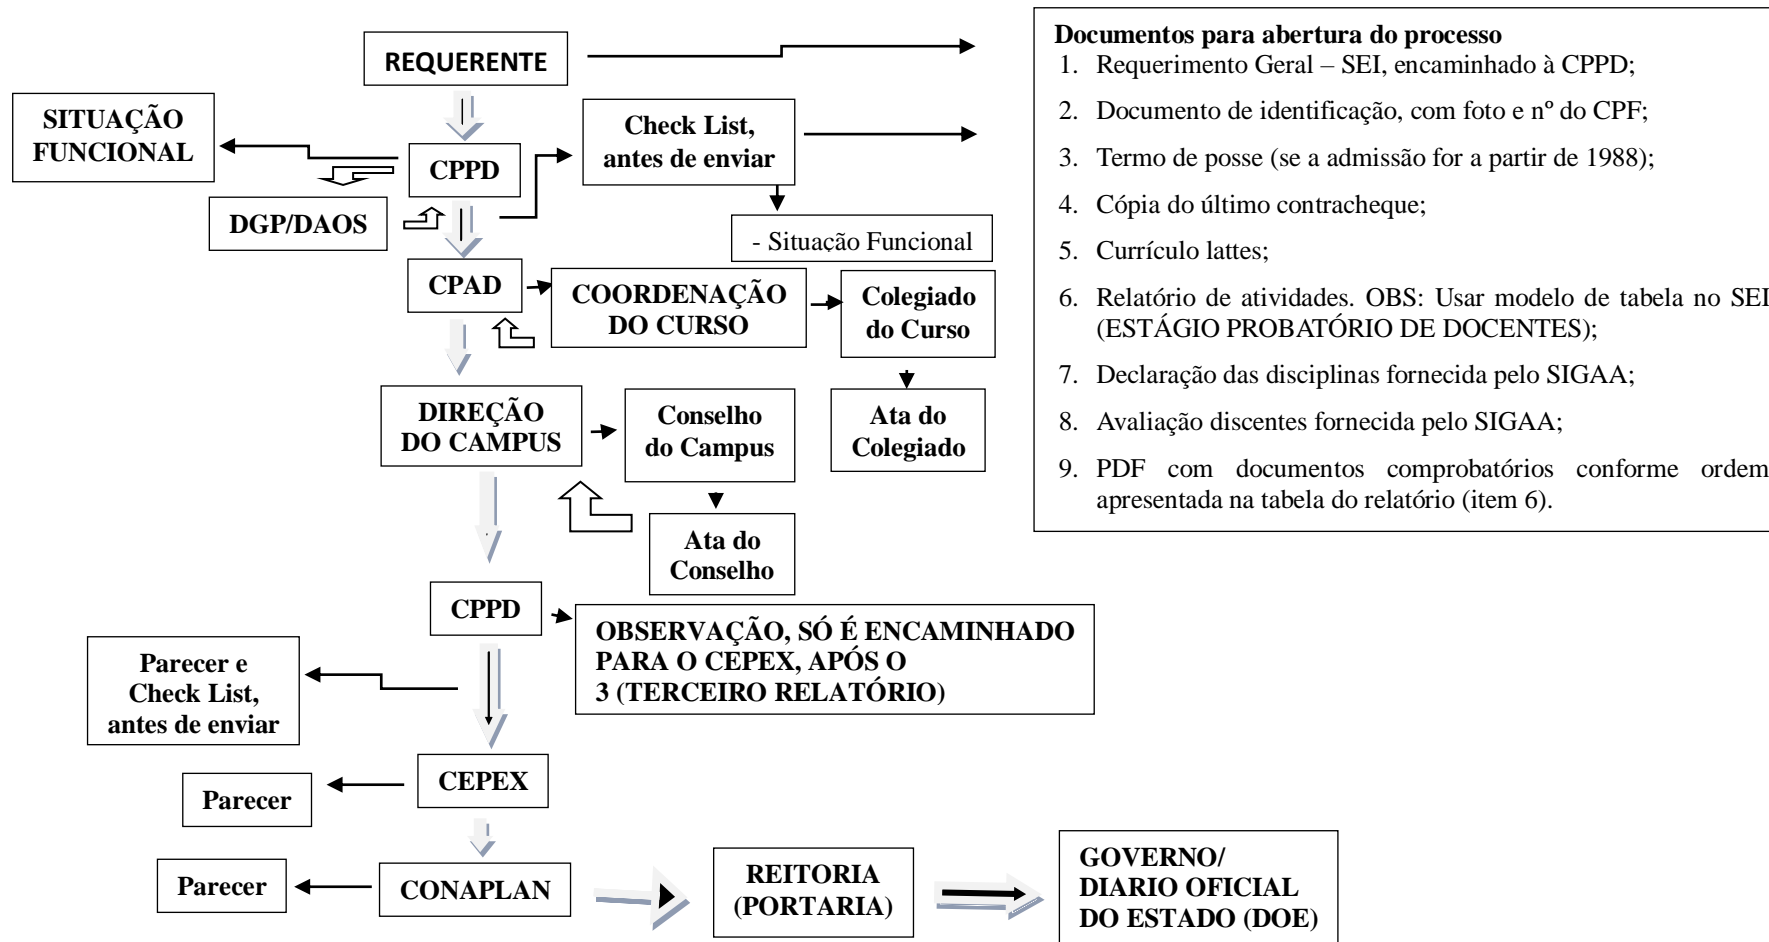 REQUERENTE
SITUAÇÃO
FUNCIONAL
CPPD
Check List,
antes de enviar
DGP/DAOS
- Situação Funcional
CPAD
COORDENAÇÃO
DO CURSO
Colegiado
do Curso
DIREÇÃO
DO CAMPUS
Conselho
do Campus
Ata do
Colegiado
Ata do
Conselho
CPPD
OBSERVAÇÃO, SÓ É ENCAMINHADO
PARA O CEPEX, APÓS O
3 (TERCEIRO RELATÓRIO)
Parecer e
Check List,
antes de enviar
CEPEX
Parecer
CONAPLAN
Parecer
REITORIA
(PORTARIA)
GOVERNO/
DIARIO OFICIAL
DO ESTADO (DOE)
Documentos para abertura do processo
1. Requerimento Geral – SEI, encaminhado à CPPD;
2. Documento de identificação, com foto e nº do CPF;
3. Termo de posse (se a admissão for a partir de 1988);
4. Cópia do último contracheque;
5. Currículo lattes;
6. Relatório de atividades. OBS: Usar modelo de tabela no SEI
(ESTÁGIO PROBATÓRIO DE DOCENTES);
7. Declaração das disciplinas fornecida pelo SIGAA;
8. Avaliação discentes fornecida pelo SIGAA;
9. PDF com documentos comprobatórios conforme ordem
apresentada na tabela do relatório (item 6).